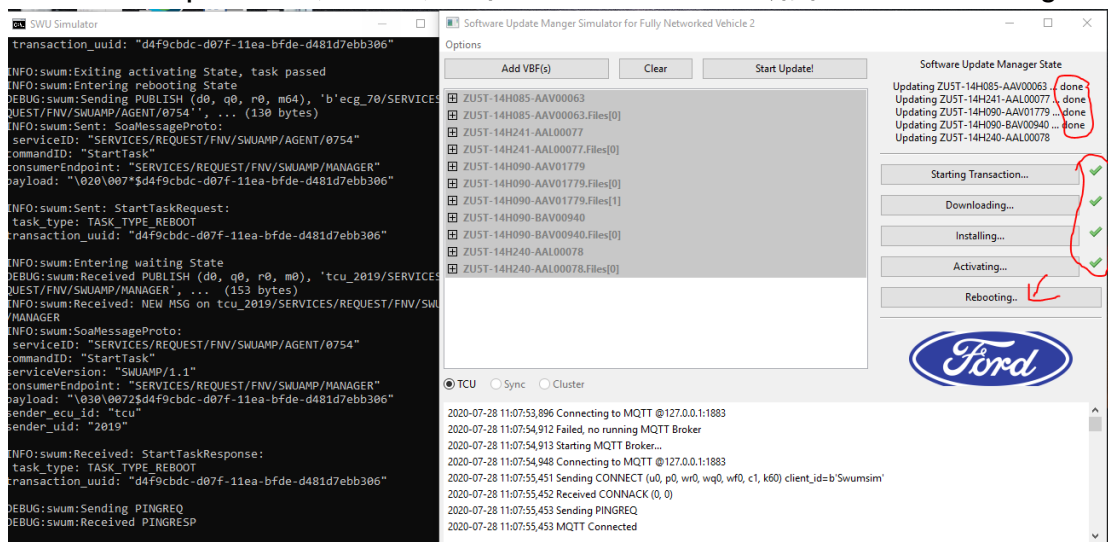 SWU Simulator
transaction_uuid: "d4f9cbdc-d07f-11ea-bfde-d481d7ebb306"
INFO:swum:Exiting activating State, task passed
INFO:swum:Entering rebooting State
DEBUG:swum:Sending PUBLISH (d0, q0, r0, m64), 'b'ecg_70/SERVICES
QUEST/FNV/SWUAMP/AGENT/0754'', ... (130 bytes)
INFO:swum:Sent: SoaMessageProto:
serviceID: "SERVICES/REQUEST/FNV/SWUAMP/AGENT/0754"
commandID: "StartTask"
consumerEndpoint: "SERVICES/REQUEST/FNV/SWUAMP/MANAGER"
payload: "\020\007*$d4f9cbdc-d07f-11ea-bfde-d481d7ebb306"
INFO:swum:Sent: StartTaskRequest:
task_type: TASK_TYPE_REBOOT
transaction_uuid: "d4f9cbdc-d07f-11ea-bfde-d481d7ebb306"
INFO:swum:Entering waiting State
DEBUG:swum:Received PUBLISH (d0, q0, r0, m0), 'tcu_2019/SERVICES
QUEST/FNV/SWUAMP/MANAGER', ... (153 bytes)
INFO:swum:Received: NEW MSG on tcu_2019/SERVICES/REQUEST/FNV/SWU
/MANAGER
INFO:swum:SoaMessageProto:
serviceID: "SERVICES/REQUEST/FNV/SWUAMP/AGENT/0754"
commandID: "StartTask"
serviceVersion: "SWUAMP/1.1"
consumerEndpoint: "SERVICES/REQUEST/FNV/SWUAMP/MANAGER"
payload: "\030\0072$d4f9cbdc-d07f-11ea-bfde-d481d7ebb306"
sender_ecu_id: "tcu"
sender_uid: "2019"
INFO:swum:Received: StartTaskResponse:
task_type: TASK_TYPE_REBOOT
transaction_uuid: "d4f9cbdc-d07f-11ea-bfde-d481d7ebb306"
DEBUG:swum:Sending PINGREQ
DEBUG:swum:Received PINGRESP
Software Update Manger Simulator for Fully Networked Vehicle 2
Options
Add VBF(s) Clear Start Update!
ZU5T-14H085-AAV00063
ZU5T-14H085-AAV00063.Files[0]
ZU5T-14H241-AAL00077
ZU5T-14H241-AAL00077.Files[0]
ZU5T-14H090-AAV01779
ZU5T-14H090-AAV01779.Files[0]
ZU5T-14H090-AAV01779.Files[1]
ZU5T-14H090-BAV00940
ZU5T-14H090-BAV00940.Files[0]
ZU5T-14H240-AAL00078
ZU5T-14H240-AAL00078.Files[0]
TCU Sync Cluster
Software Update Manager State
Updating ZU5T-14H085-AAV00063 ... done
Updating ZU5T-14H241-AAL00077 ... done
Updating ZU5T-14H090-AAV01779 ... done
Updating ZU5T-14H090-BAV00940 ... done
Updating ZU5T-14H240-AAL00078
Starting Transaction...
Downloading...
Installing...
Activating...
Rebooting..
Ford
2020-07-28 11:07:53,896 Connecting to MQTT @127.0.0.1:1883
2020-07-28 11:07:54,912 Failed, no running MQTT Broker
2020-07-28 11:07:54,913 Starting MQTT Broker...
2020-07-28 11:07:54,948 Connecting to MQTT @127.0.0.1:1883
2020-07-28 11:07:55,451 Sending CONNECT (u0, p0, wr0, wq0, wf0, c1, k60) client_id=b'Swumsim'
2020-07-28 11:07:55,452 Received CONNACK (0, 0)
2020-07-28 11:07:55,453 Sending PINGREQ
2020-07-28 11:07:55,453 MQTT Connected